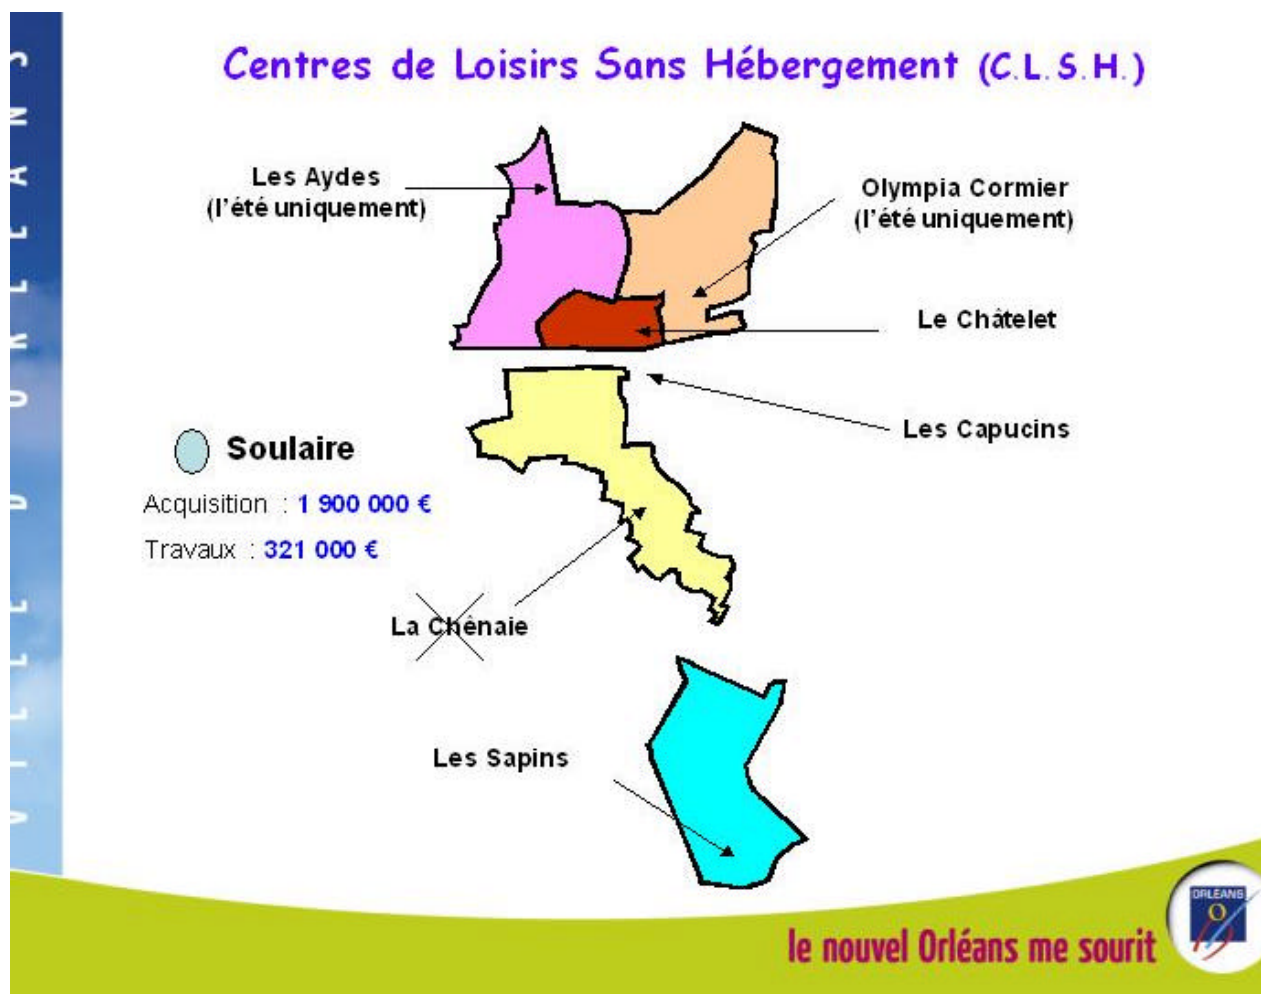 Centres de Loisirs Sans Hébergement (C.L.S.H.)
Les Aydes
(l'été uniquement)
Olympia Cormier
(l'été uniquement)
Le Châtelet
Les Capucins
Soulaire
Acquisition : 1 900 000 €
Travaux : 321 000 €
La Chênaie
Les Sapins
VILLE D'ORLEANS
ORLEANS
le nouvel Orléans me sourit